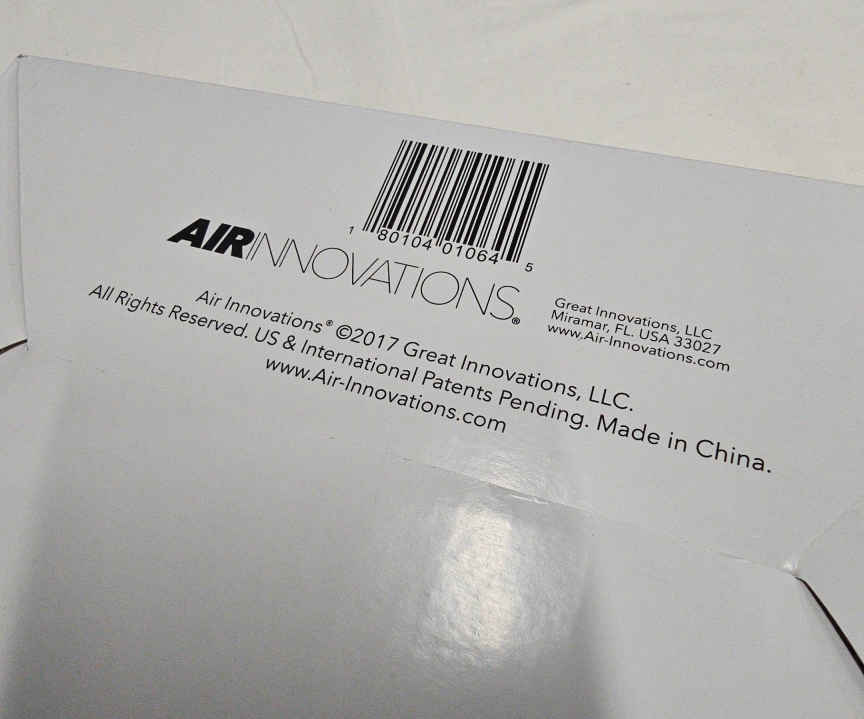 1 80104 01064 5
AIRINNOVATIONS®
Great Innovations, LLC
Miramar, FL. USA 33027
www.Air-Innovations.com
Air Innovations® ©2017 Great Innovations, LLC.
All Rights Reserved. US & International Patents Pending. Made in China.
www.Air-Innovations.com